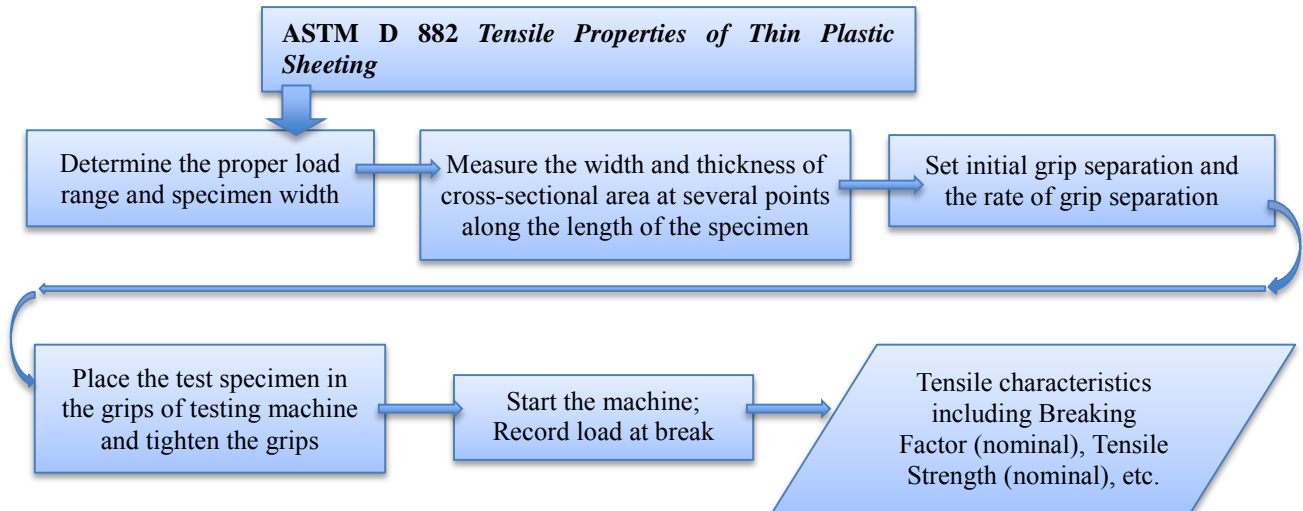 ASTM D 882 Tensile Properties of Thin Plastic
Sheeting
Determine the proper load
range and specimen width
Measure the width and thickness of
cross-sectional area at several points
along the length of the specimen
Set initial grip separation and
the rate of grip separation
Place the test specimen in
the grips of testing machine
and tighten the grips
Start the machine;
Record load at break
Tensile characteristics
including Breaking
Factor (nominal), Tensile
Strength (nominal), etc.